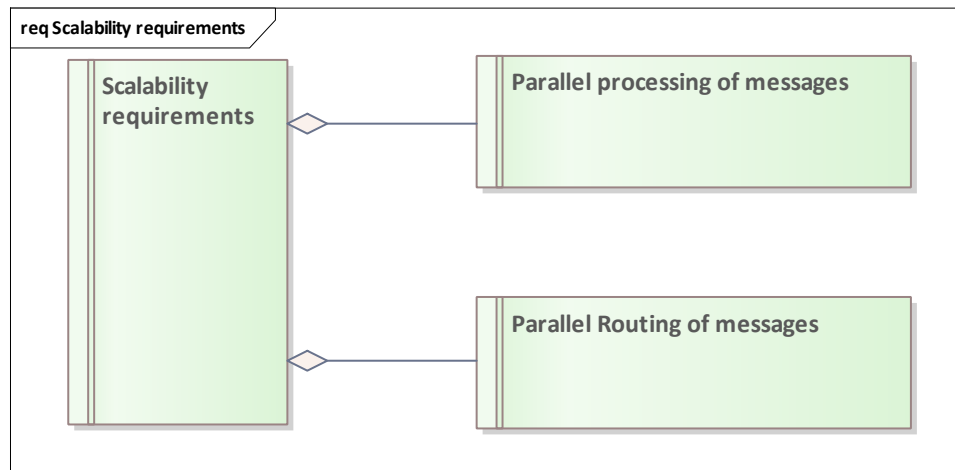 req Scalability requirements
Scalability
requirements
Parallel processing of messages
Parallel Routing of messages